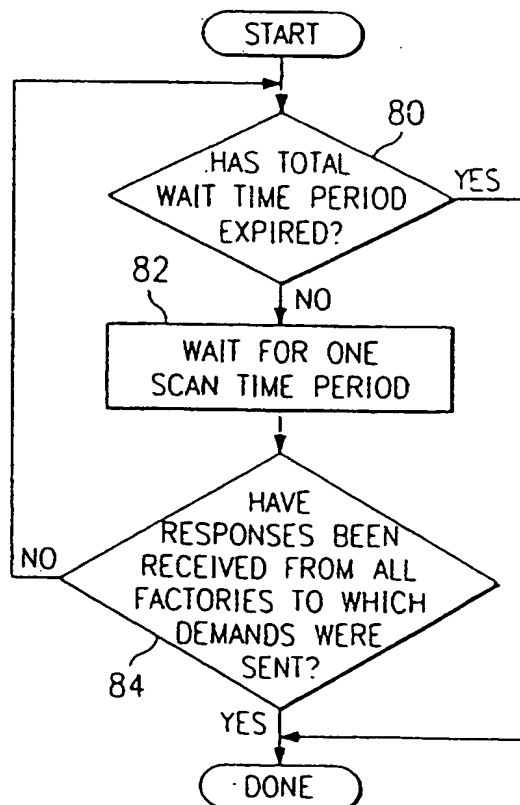 START
80
HAS TOTAL
WAIT TIME PERIOD
EXPIRED?
YES
82
NO
WAIT FOR ONE
SCAN TIME PERIOD
HAVE
RESPONSES BEEN
RECEIVED FROM ALL
FACTORIES TO WHICH
DEMANDS WERE
SENT?
NO
84
YES
DONE